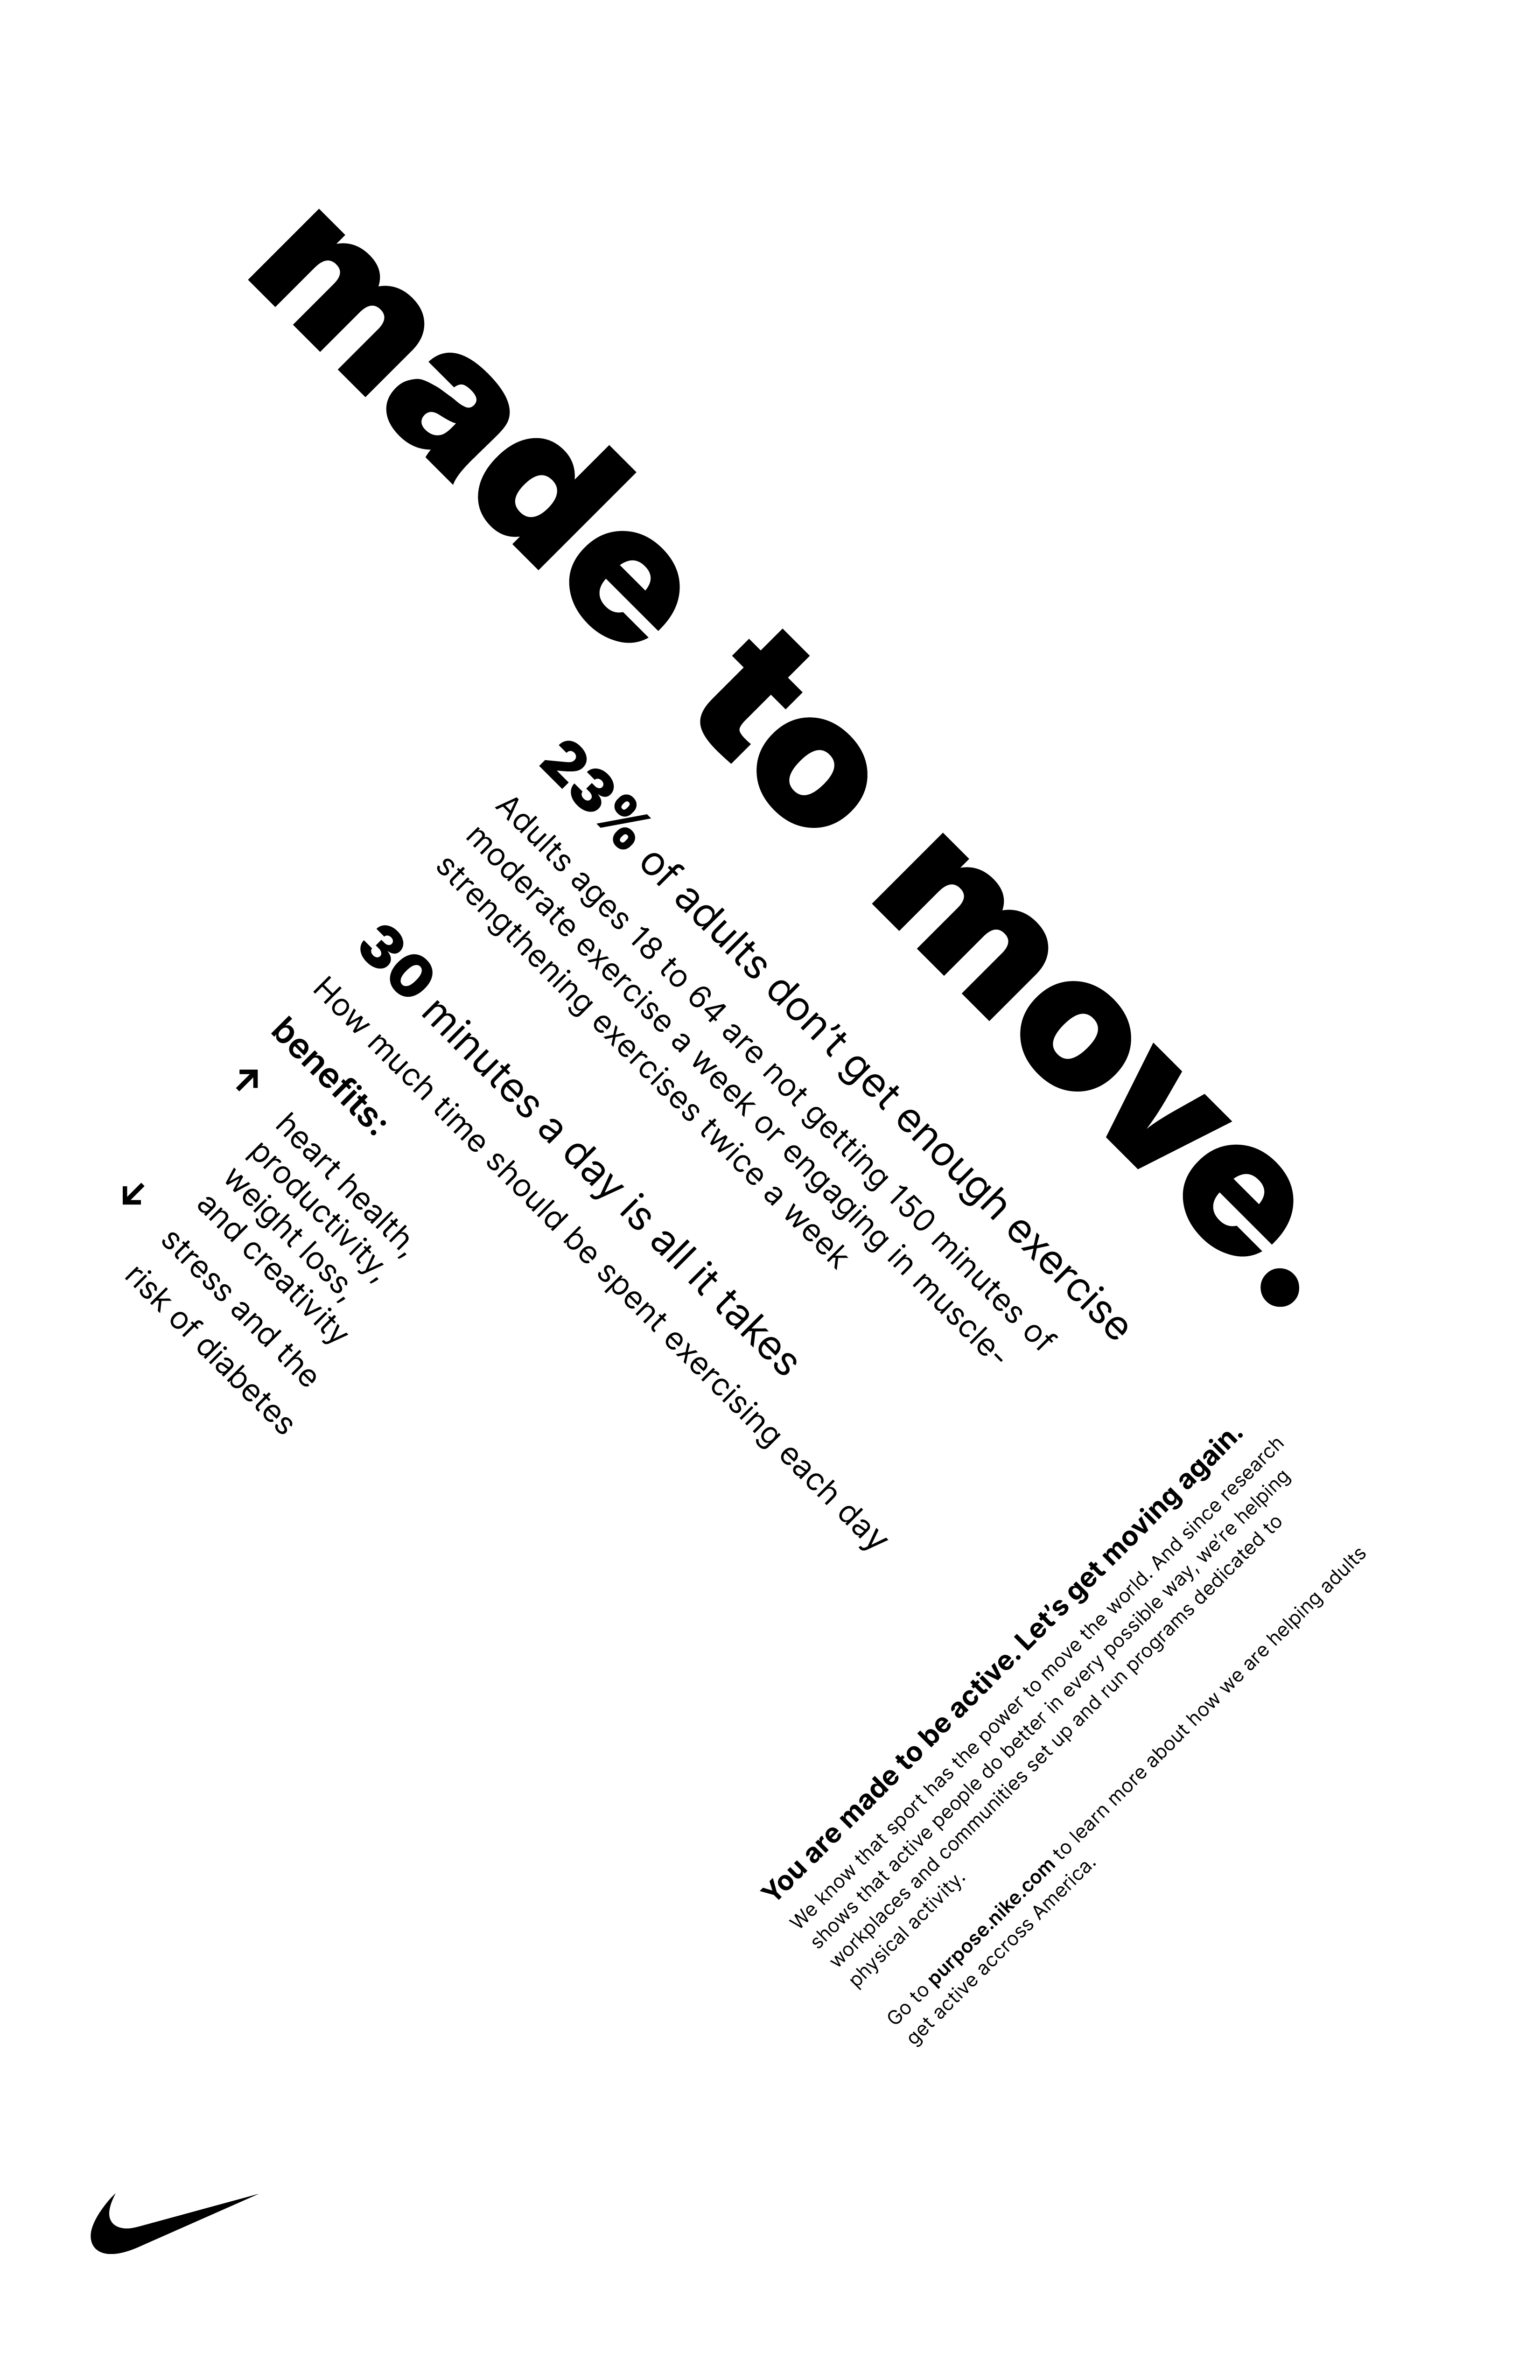 made to move.
23% of adults don’t get enough exercise
Adults ages 18 to 64 are not getting 150 minutes of
moderate exercise a week or engaging in muscle-
strengthening exercises twice a week
30 minutes a day is all it takes
How much time should be spent exercising each day
benefits:
↗ heart health,
productivity,
weight loss,
and creativity
↙ stress and the
risk of diabetes
You are made to be active. Let’s get moving again.
We know that sport has the power to move the world. And since research
shows that active people do better in every possible way, we’re helping
workplaces and communities set up and run programs dedicated to
physical activity.
Go to purpose.nike.com to learn more about how we are helping adults
get active accross America.